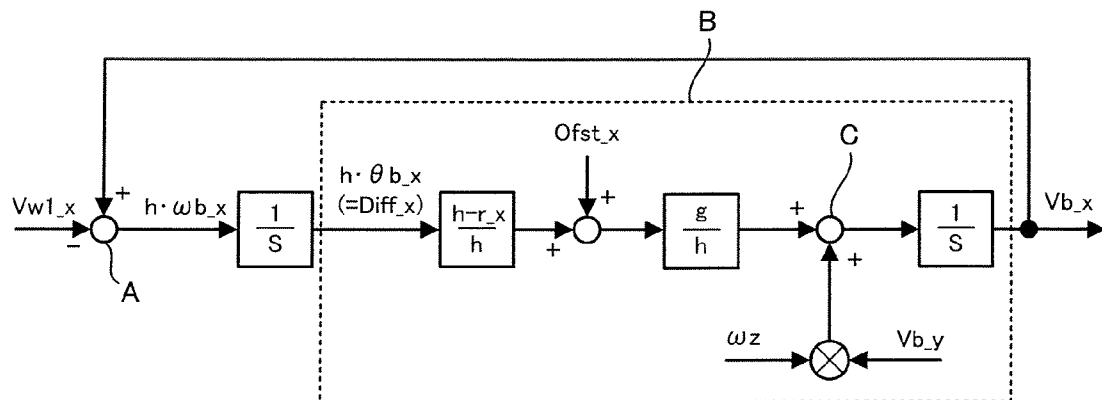 B
Ofst_x
C
+
h・θb_x
(=Diff_x)
+
Vw1_x
−
h・ωb_x
1
S
h-r_x
h
+
+
g
h
+
+
1
S
Vb_x
A
ωz
Vb_y